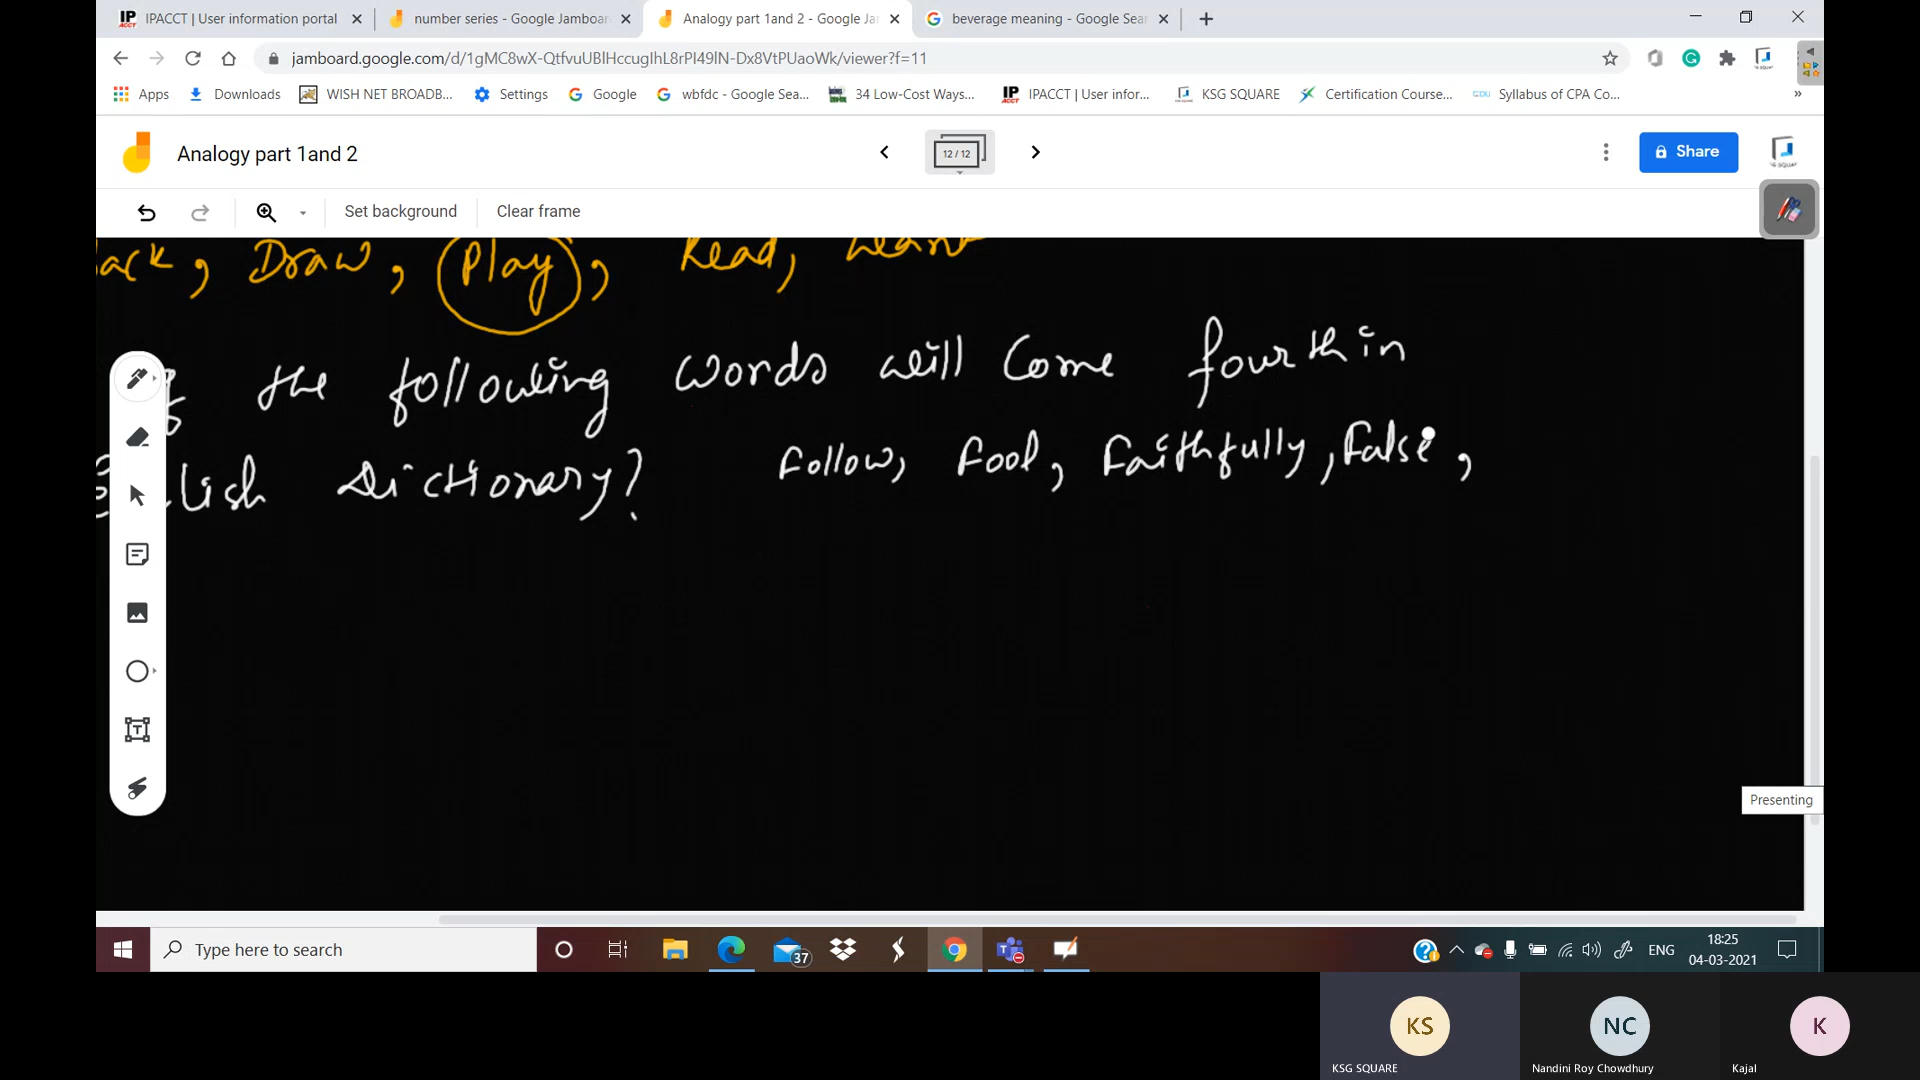 IPACCT | User information portal
number series - Google Jamboar
Analogy part 1and 2 - Google Ja
beverage meaning - Google Sea
jamboard.google.com/d/1gMC8wX-QtfvuUBlHccugIhL8rPI49lN-Dx8VtPUaoWk/viewer?f=11
Apps Downloads WISH NET BROADB... Settings Google wbfdc - Google Sea... 34 Low-Cost Ways... IPACCT | User infor... KSG SQUARE Certification Course... Syllabus of CPA Co... »
Analogy part 1and 2
12 / 12
Share
Set background Clear frame
ack, Draw, Play, Read, Learn
the following words will come fourth in
lish Dictionary? Follow, Fool, Faithfully, False,
Presenting
Type here to search
37
ENG
18:25
04-03-2021
KS NC K
KSG SQUARE Nandini Roy Chowdhury Kajal